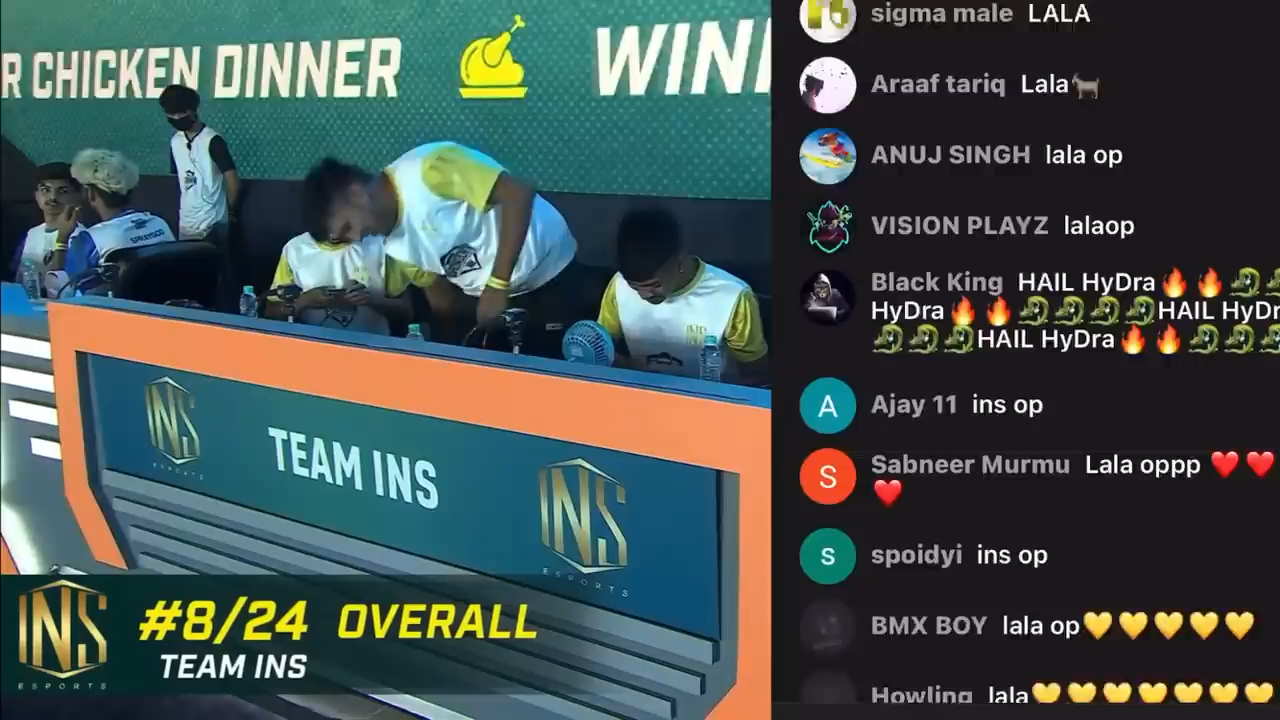 R CHICKEN DINNER
WINI
SPRAYGOD
INS
TEAM INS
INS
ESPORTS
INS
ESPORTS
#8/24 OVERALL
TEAM INS
sigma male LALA
Araaf tariq Lala🐐
ANUJ SINGH lala op
VISION PLAYZ lalaop
Black King HAIL HyDra🔥🔥🐲🐲
HyDra🔥🔥🐲🐲🐲🐲HAIL HyDr
🐲🐲🐲HAIL HyDra🔥🔥🐲🐲🐲
A Ajay 11 ins op
S Sabneer Murmu Lala oppp ❤️❤️
❤️
s spoidyi ins op
BMX BOY lala op💛💛💛💛💛
Howling lala💛💛💛💛💛💛💛